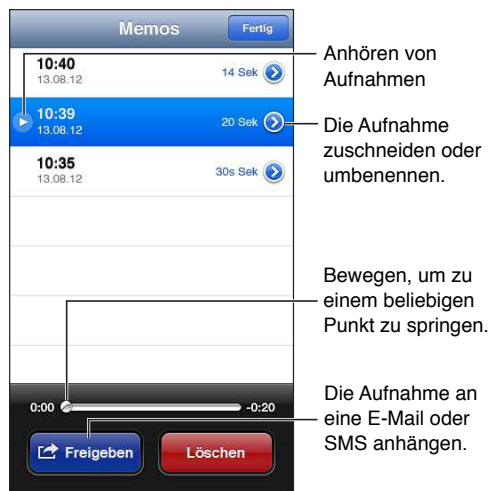 Memos
Fertig
10:40
13.08.12
14 Sek
10:39
13.08.12
20 Sek
10:35
13.08.12
30s Sek
0:00
-0:20
Freigeben
Löschen
Anhören von
Aufnahmen
Die Aufnahme
zuschneiden oder
umbenennen.
Bewegen, um zu
einem beliebigen
Punkt zu springen.
Die Aufnahme an
eine E-Mail oder
SMS anhängen.